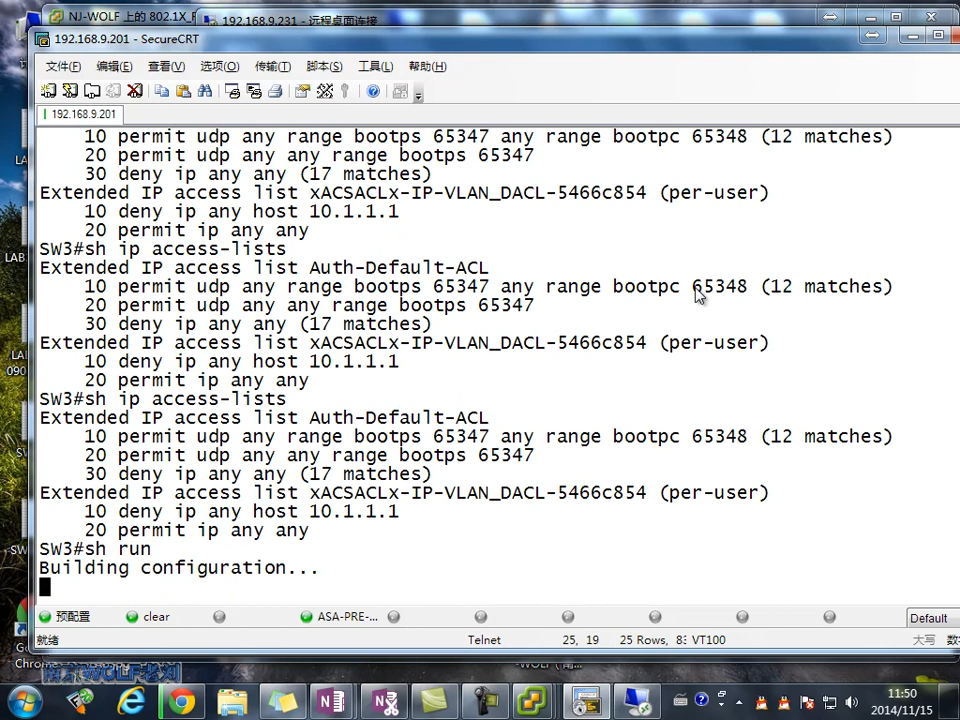 NJ-WOLF 上的 802.1X_
192.168.9.231 - 远程桌面连接
192.168.9.201 - SecureCRT
文件(F) 编辑(E) 查看(V) 选项(O) 传输(T) 脚本(S) 工具(L) 帮助(H)
192.168.9.201
10 permit udp any range bootps 65347 any range bootpc 65348 (12 matches)
20 permit udp any any range bootps 65347
30 deny ip any any (17 matches)
Extended IP access list xACSACLx-IP-VLAN_DACL-5466c854 (per-user)
10 deny ip any host 10.1.1.1
20 permit ip any any
SW3#sh ip access-lists
Extended IP access list Auth-Default-ACL
10 permit udp any range bootps 65347 any range bootpc 65348 (12 matches)
20 permit udp any any range bootps 65347
30 deny ip any any (17 matches)
Extended IP access list xACSACLx-IP-VLAN_DACL-5466c854 (per-user)
10 deny ip any host 10.1.1.1
20 permit ip any any
SW3#sh ip access-lists
Extended IP access list Auth-Default-ACL
10 permit udp any range bootps 65347 any range bootpc 65348 (12 matches)
20 permit udp any any range bootps 65347
30 deny ip any any (17 matches)
Extended IP access list xACSACLx-IP-VLAN_DACL-5466c854 (per-user)
10 deny ip any host 10.1.1.1
20 permit ip any any
SW3#sh run
Building configuration...
预配置 clear ASA-PRE-... Default
就绪 Telnet 25, 19 25 Rows, 8 VT100 大写 数
LAB
LA
090
SW
Chrome
11:50
2014/11/15